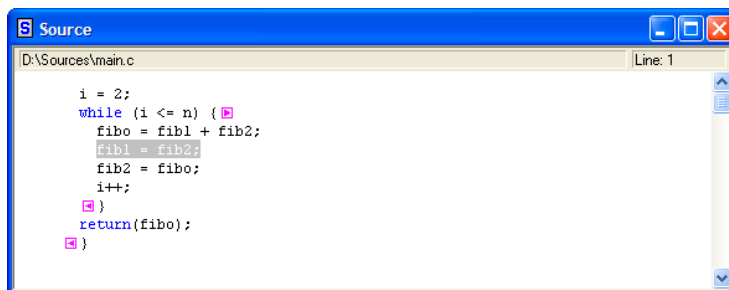 S Source
D:\Sources\main.c Line: 1
i = 2;
while (i <= n) {
fibo = fib1 + fib2;
fib1 = fib2;
fib2 = fibo;
i++;
}
return(fibo);
}